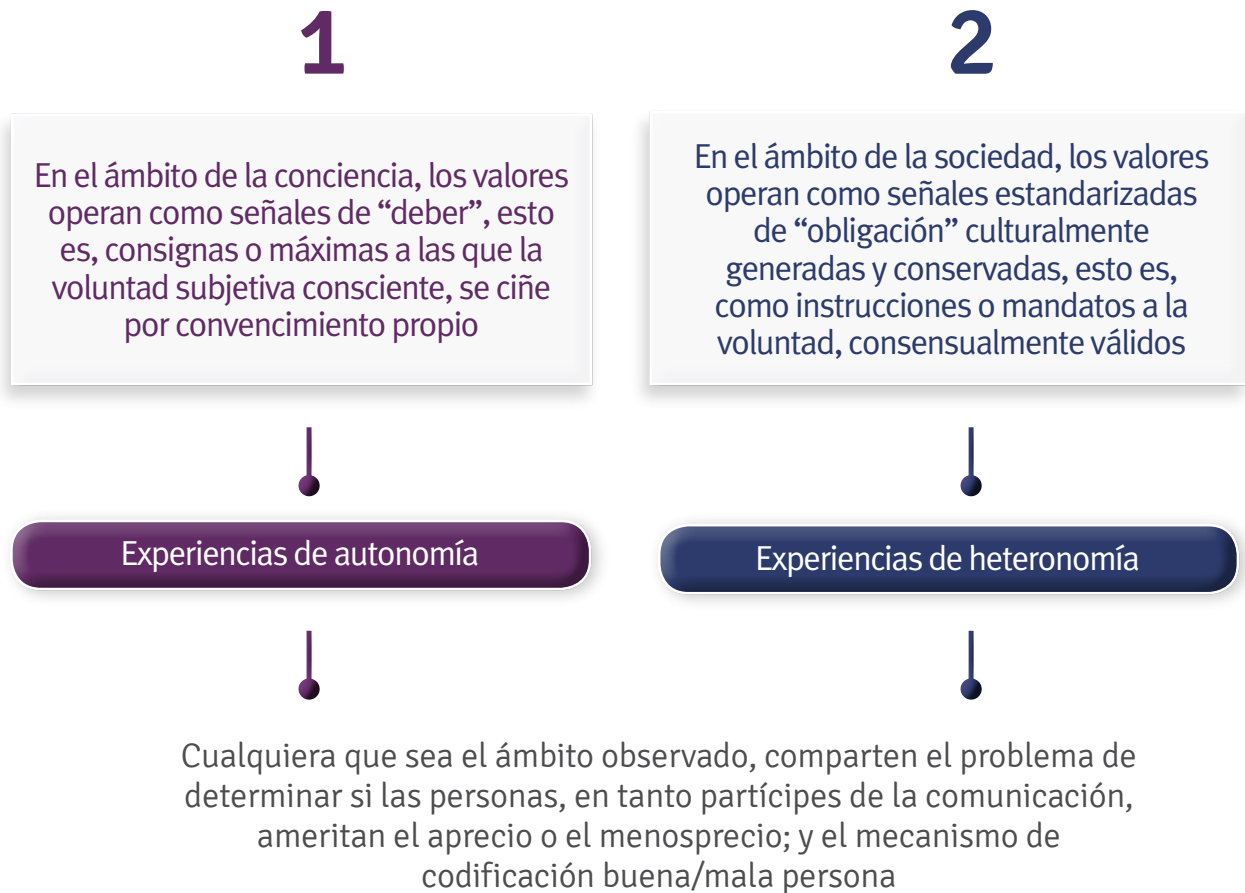 1
En el ámbito de la conciencia, los valores
operan como señales de “deber”, esto
es, consignas o máximas a las que la
voluntad subjetiva consciente, se ciñe
por convencimiento propio
Experiencias de autonomía
2
En el ámbito de la sociedad, los valores
operan como señales estandarizadas
de “obligación” culturalmente
generadas y conservadas, esto es,
como instrucciones o mandatos a la
voluntad, consensualmente válidos
Experiencias de heteronomía
Cualquiera que sea el ámbito observado, comparten el problema de
determinar si las personas, en tanto partícipes de la comunicación,
ameritan el aprecio o el menosprecio; y el mecanismo de
codificación buena/mala persona